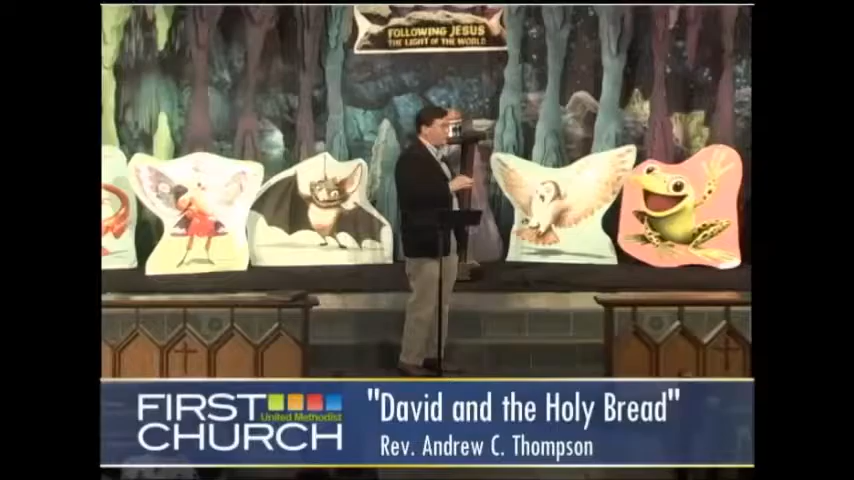 FOLLOWING JESUS
THE LIGHT OF THE WORLD
FIRST
United Methodist
CHURCH
"David and the Holy Bread"
Rev. Andrew C. Thompson